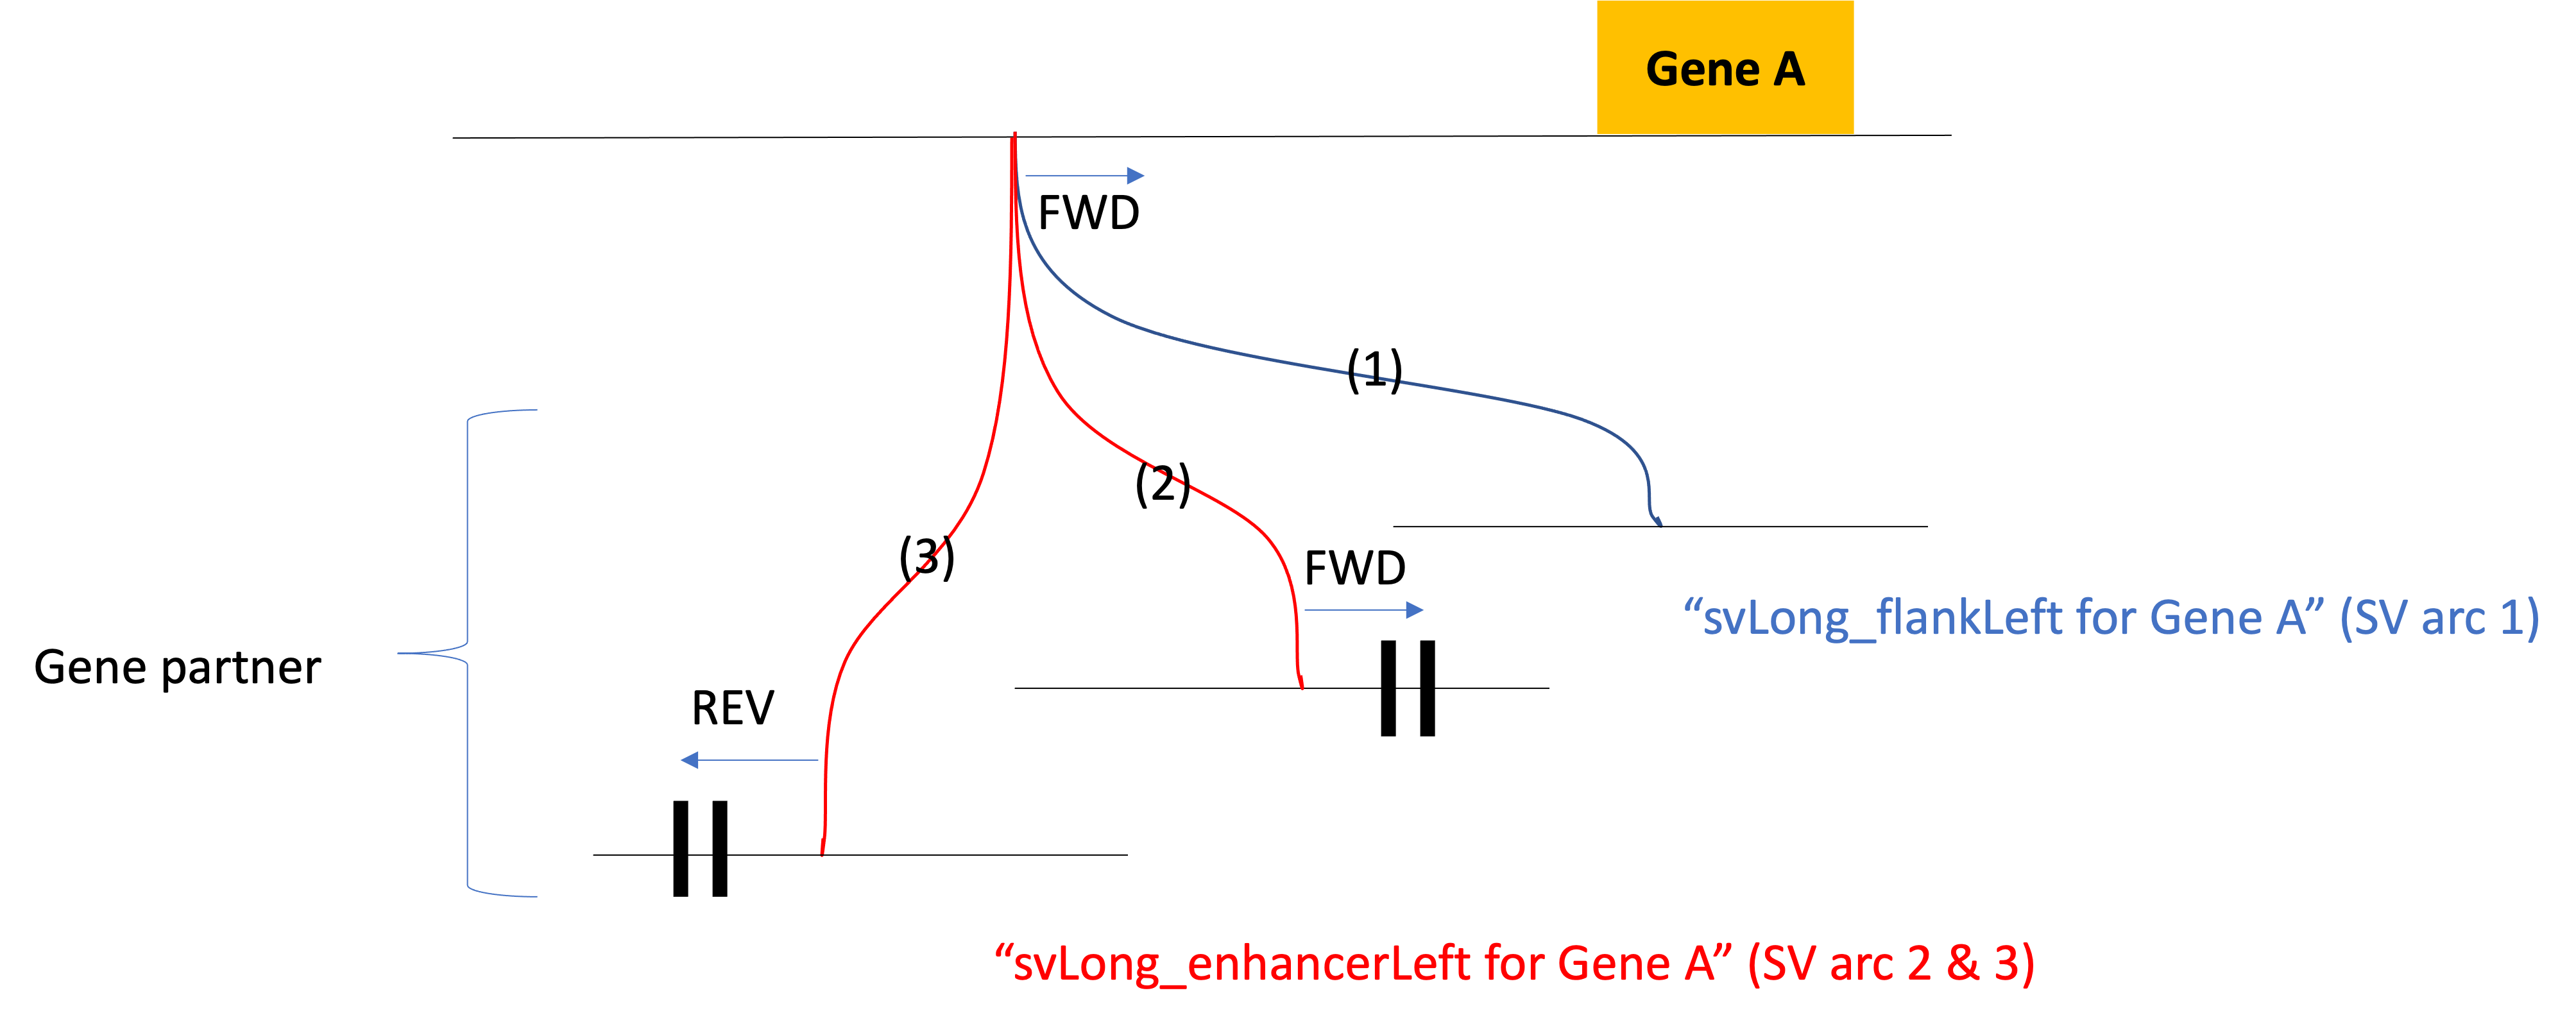 Gene A
FWD
(1)
(2)
(3)
FWD
“svLong_flankLeft for Gene A” (SV arc 1)
Gene partner
REV
“svLong_enhancerLeft for Gene A” (SV arc 2 & 3)